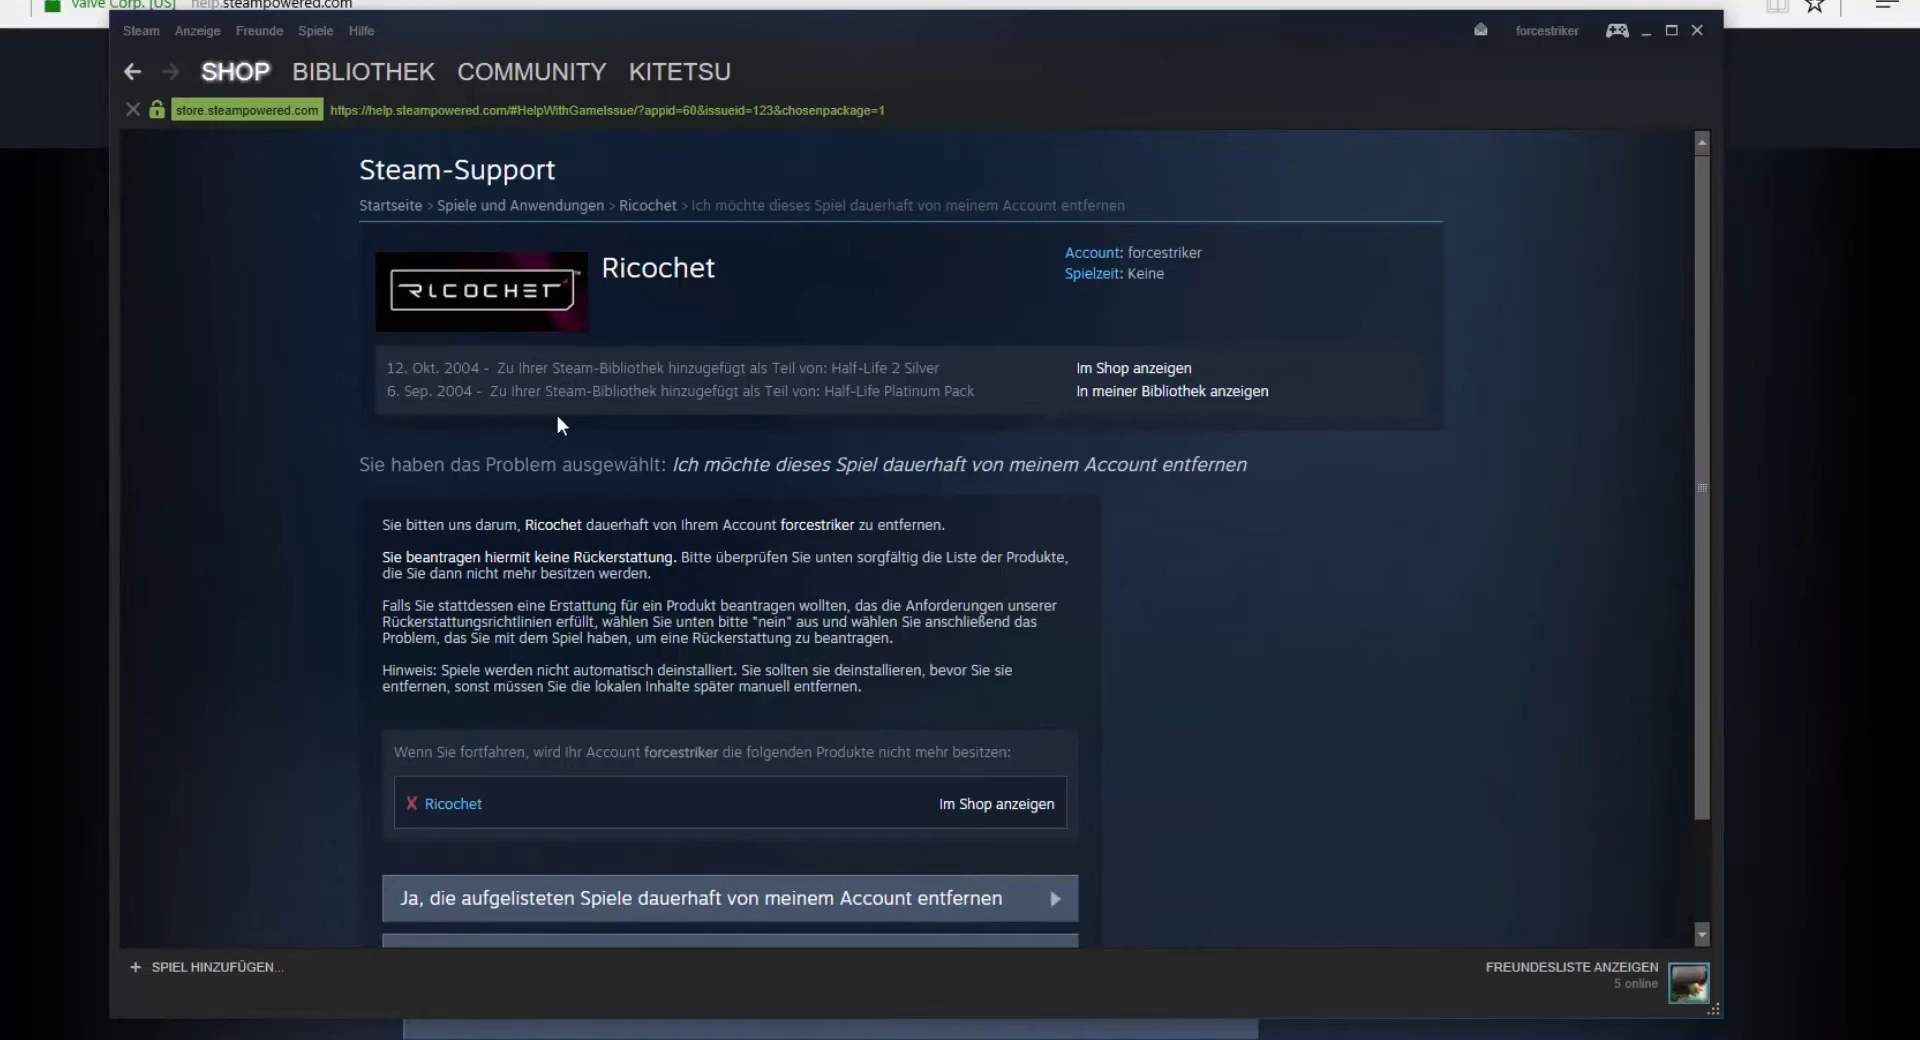 Valve Corp. [US] help.steampowered.com
Steam Anzeige Freunde Spiele Hilfe
forcestriker
SHOP BIBLIOTHEK COMMUNITY KITETSU
store.steampowered.com https://help.steampowered.com/#HelpWithGameIssue/?appid=60&issueid=123&chosenpackage=1
Steam-Support
Startseite > Spiele und Anwendungen > Ricochet > Ich möchte dieses Spiel dauerhaft von meinem Account entfernen
RICOCHET™
Ricochet
Account: forcestriker
Spielzeit: Keine
12. Okt. 2004 - Zu Ihrer Steam-Bibliothek hinzugefügt als Teil von: Half-Life 2 Silver
6. Sep. 2004 - Zu Ihrer Steam-Bibliothek hinzugefügt als Teil von: Half-Life Platinum Pack
Im Shop anzeigen
In meiner Bibliothek anzeigen
Sie haben das Problem ausgewählt: Ich möchte dieses Spiel dauerhaft von meinem Account entfernen
Sie bitten uns darum, Ricochet dauerhaft von Ihrem Account forcestriker zu entfernen.
Sie beantragen hiermit keine Rückerstattung. Bitte überprüfen Sie unten sorgfältig die Liste der Produkte,
die Sie dann nicht mehr besitzen werden.
Falls Sie stattdessen eine Erstattung für ein Produkt beantragen wollten, das die Anforderungen unserer
Rückerstattungsrichtlinien erfüllt, wählen Sie unten bitte "nein" aus und wählen Sie anschließend das
Problem, das Sie mit dem Spiel haben, um eine Rückerstattung zu beantragen.
Hinweis: Spiele werden nicht automatisch deinstalliert. Sie sollten sie deinstallieren, bevor Sie sie
entfernen, sonst müssen Sie die lokalen Inhalte später manuell entfernen.
Wenn Sie fortfahren, wird Ihr Account forcestriker die folgenden Produkte nicht mehr besitzen:
X Ricochet
Im Shop anzeigen
Ja, die aufgelisteten Spiele dauerhaft von meinem Account entfernen
+ SPIEL HINZUFÜGEN...
FREUNDESLISTE ANZEIGEN
5 online